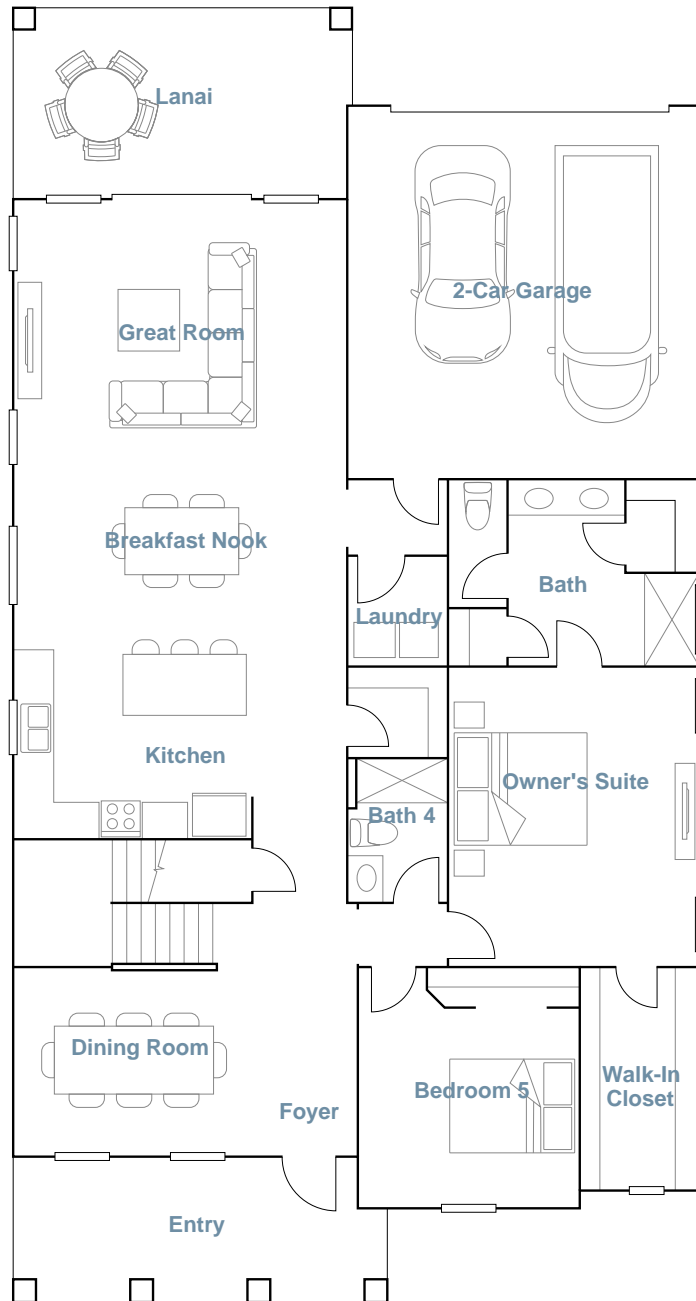 Lanai
2-Car Garage
Great Room
Breakfast Nook
Bath
Laundry
Kitchen
Owner's Suite
Bath 4
Dining Room
Walk-In
Closet
Bedroom 5
Foyer
Entry